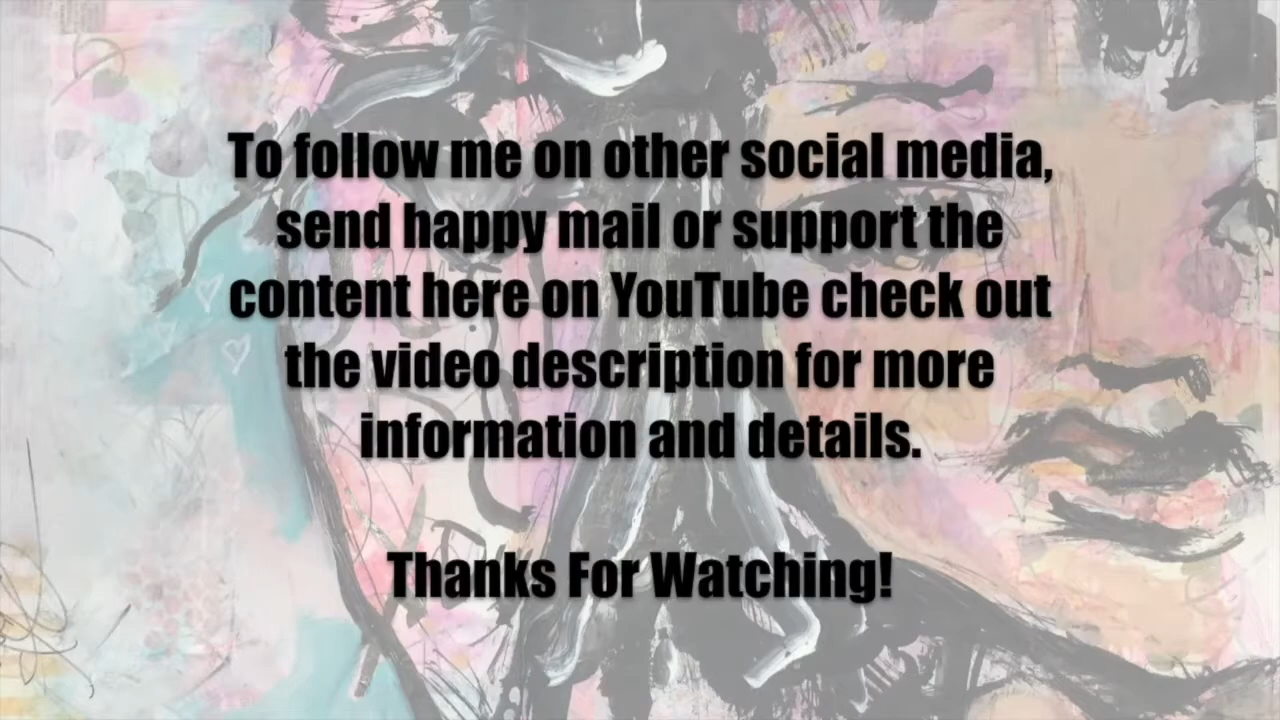 To follow me on other social media,
send happy mail or support the
content here on YouTube check out
the video description for more
information and details.
Thanks For Watching!